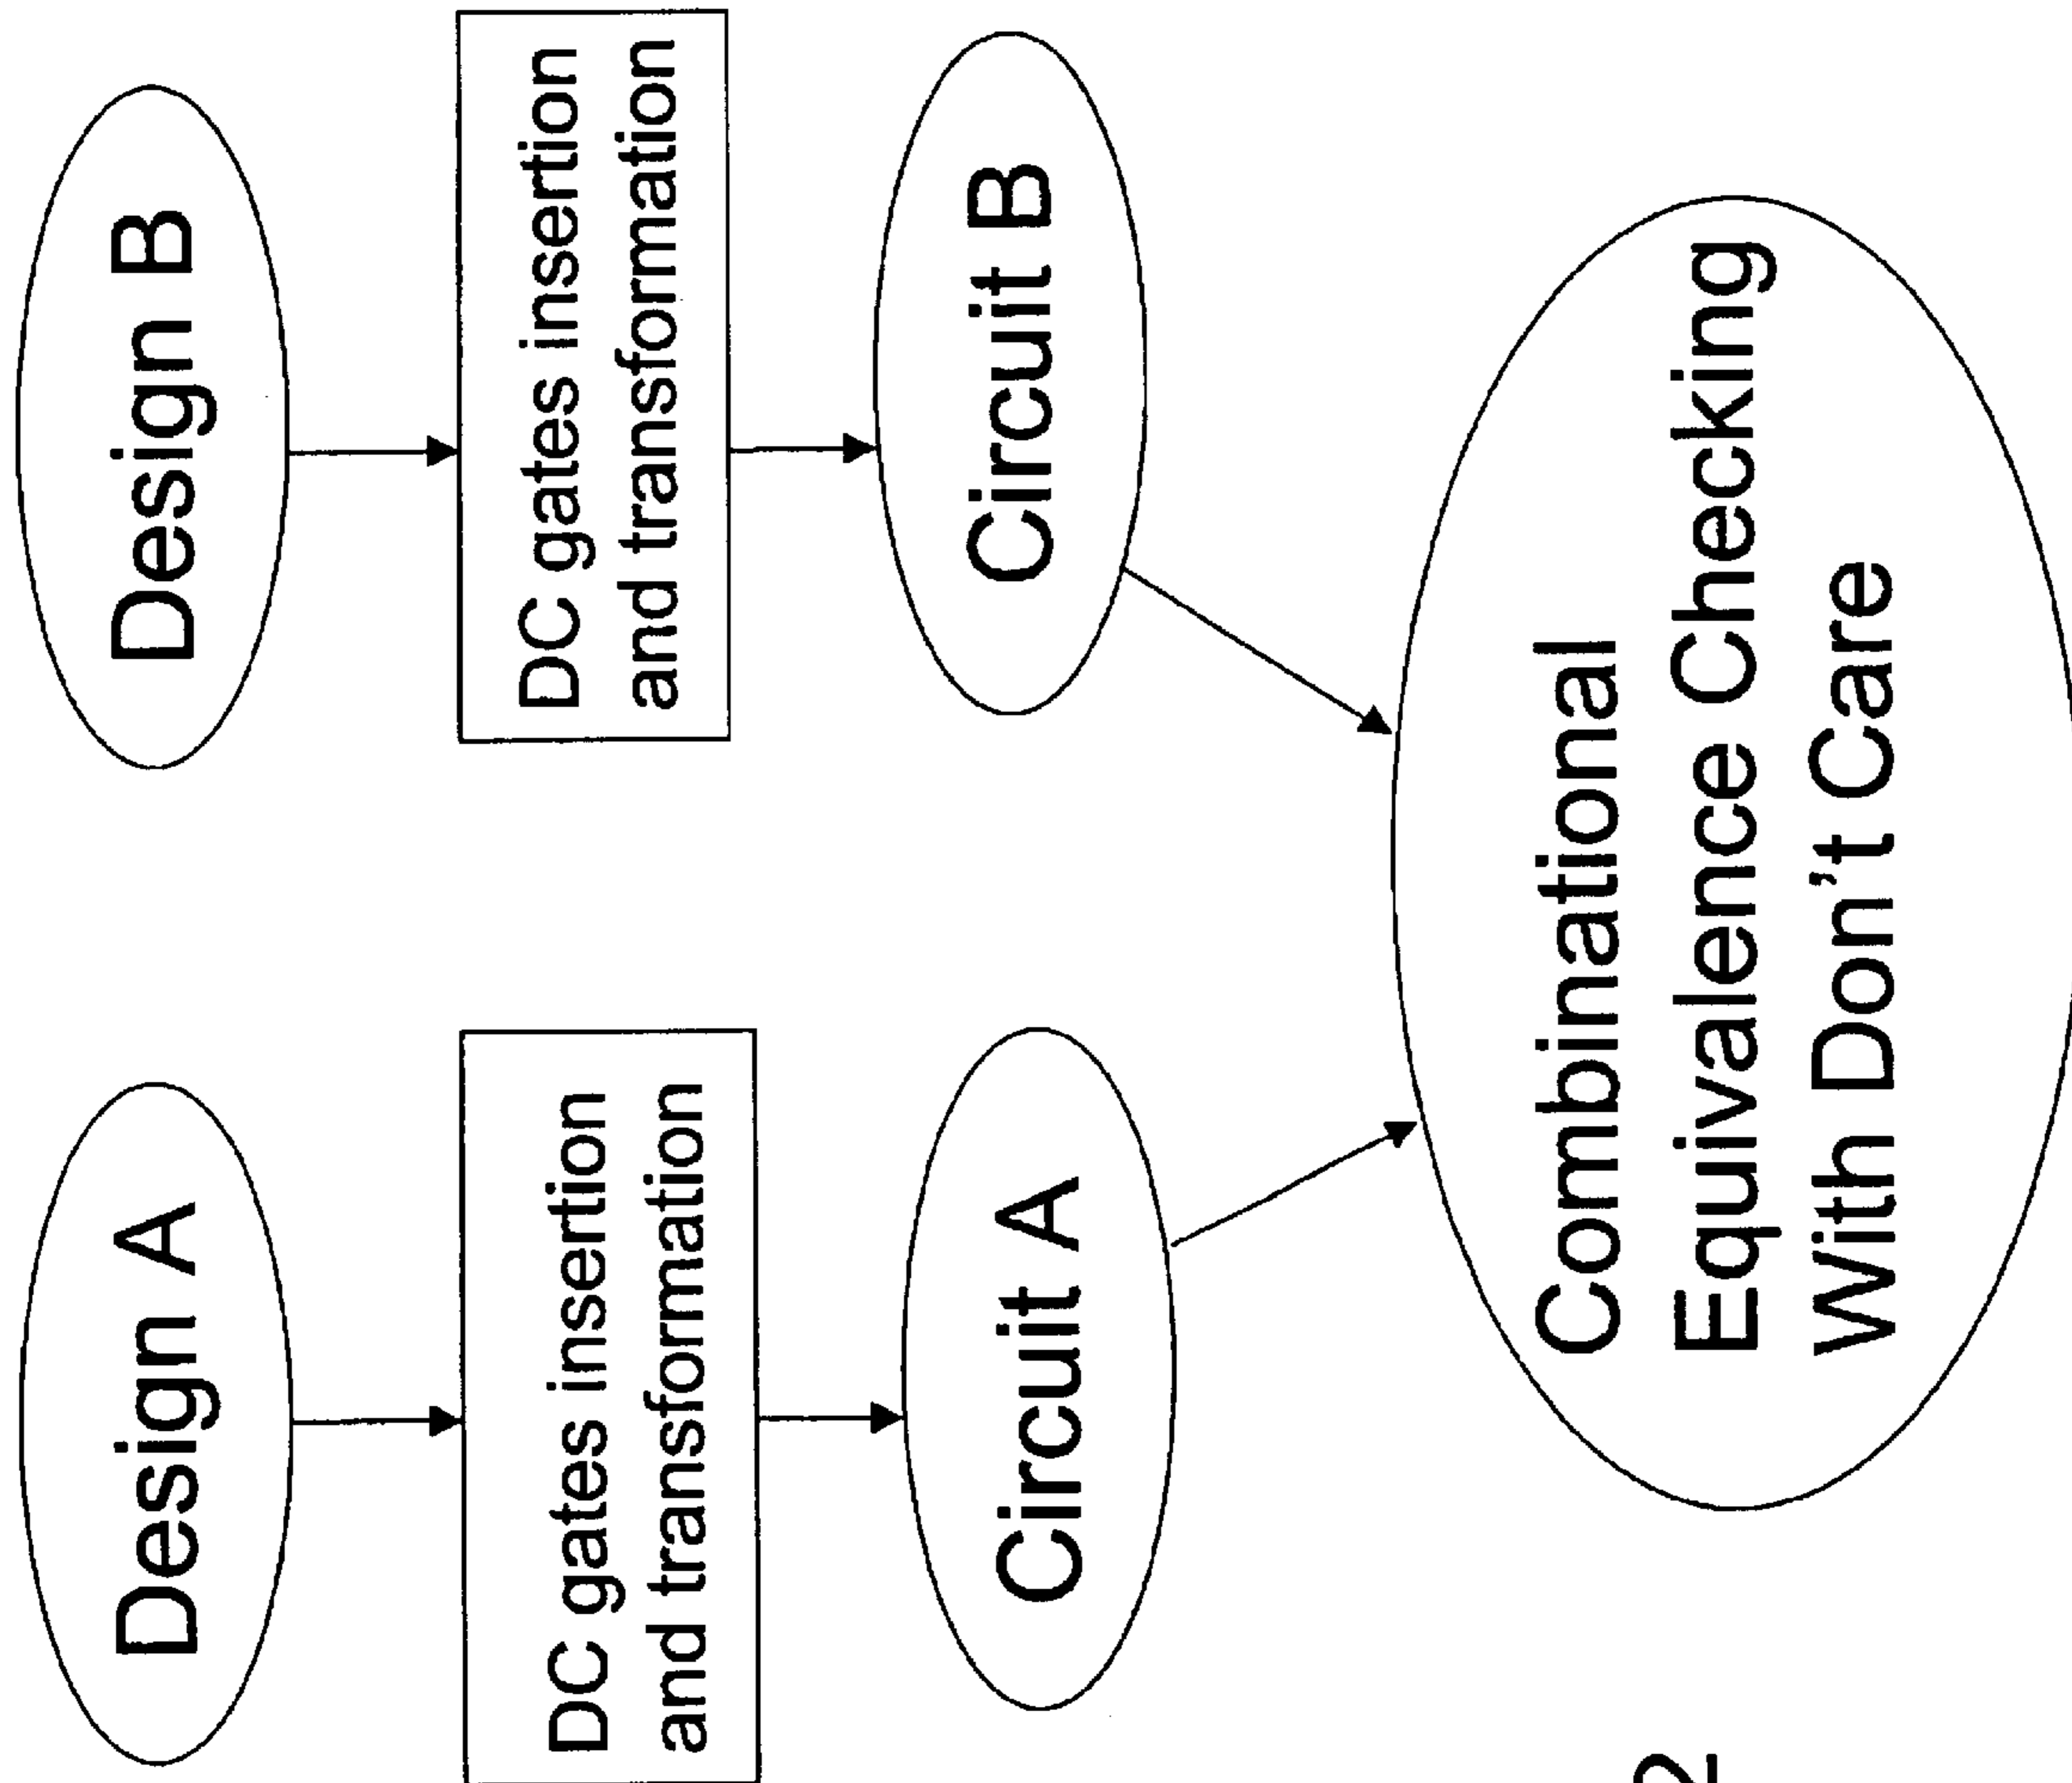 Design A
Design B
DC gates insertion
and transformation
DC gates insertion
and transformation
Circuit A
Circuit B
Combinational
Equivalence Checking
With Don't Care
2